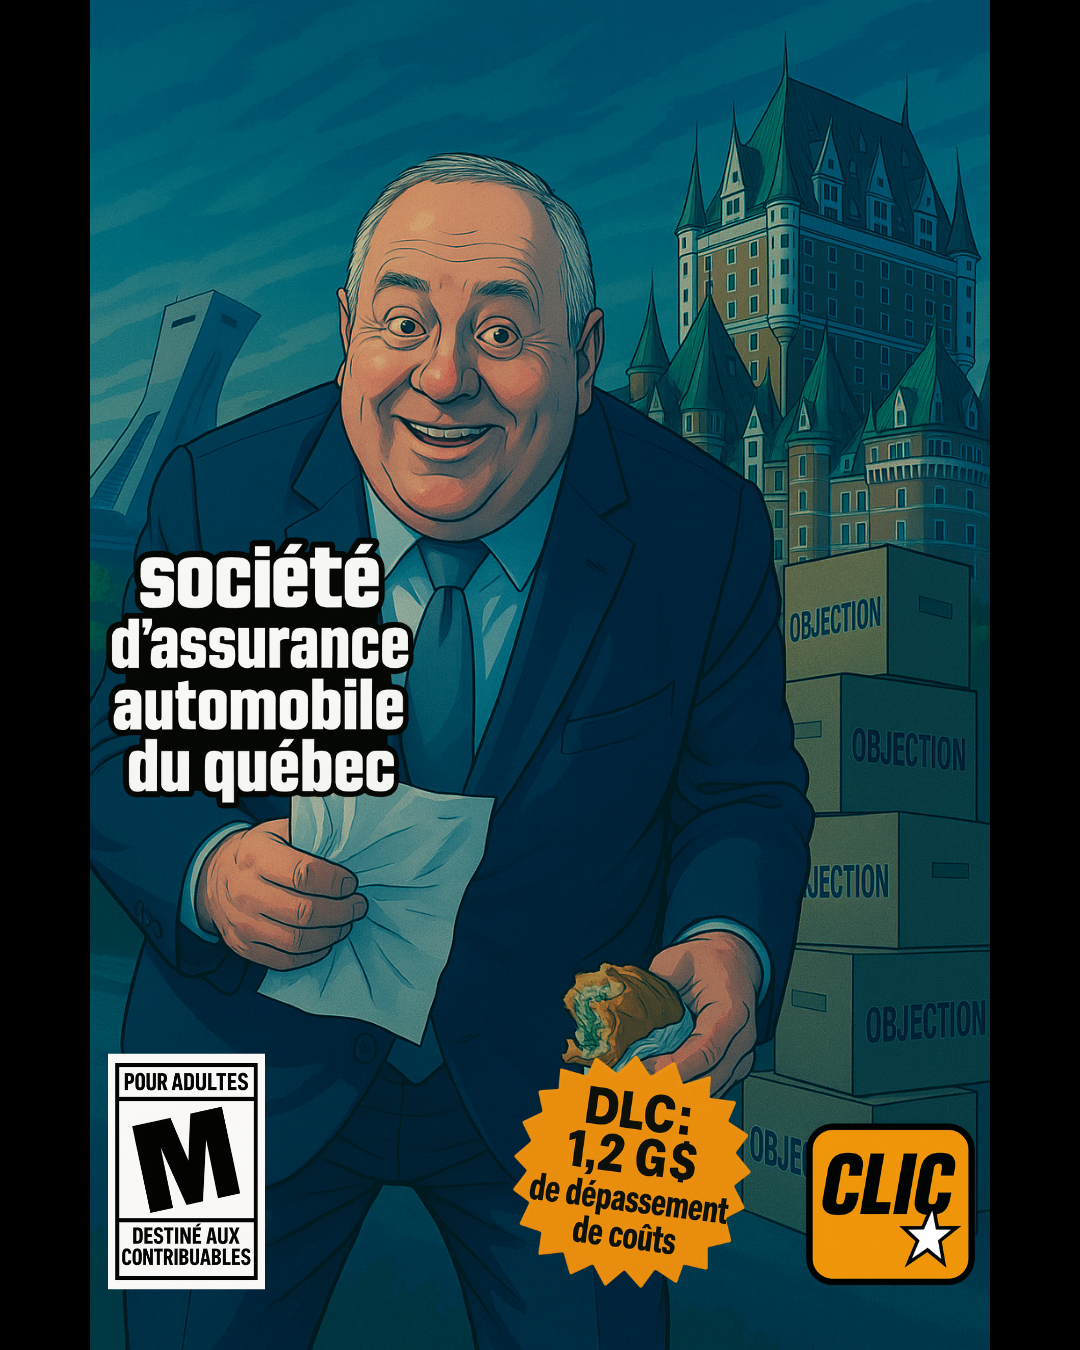 société
d’assurance
automobile
du québec
OBJECTION
OBJECTION
JECTION
OBJECTION
OBJE
POUR ADULTES
M
DESTINÉ AUX
CONTRIBUABLES
DLC:
1,2 G$
de dépassement
de coûts
CLIC